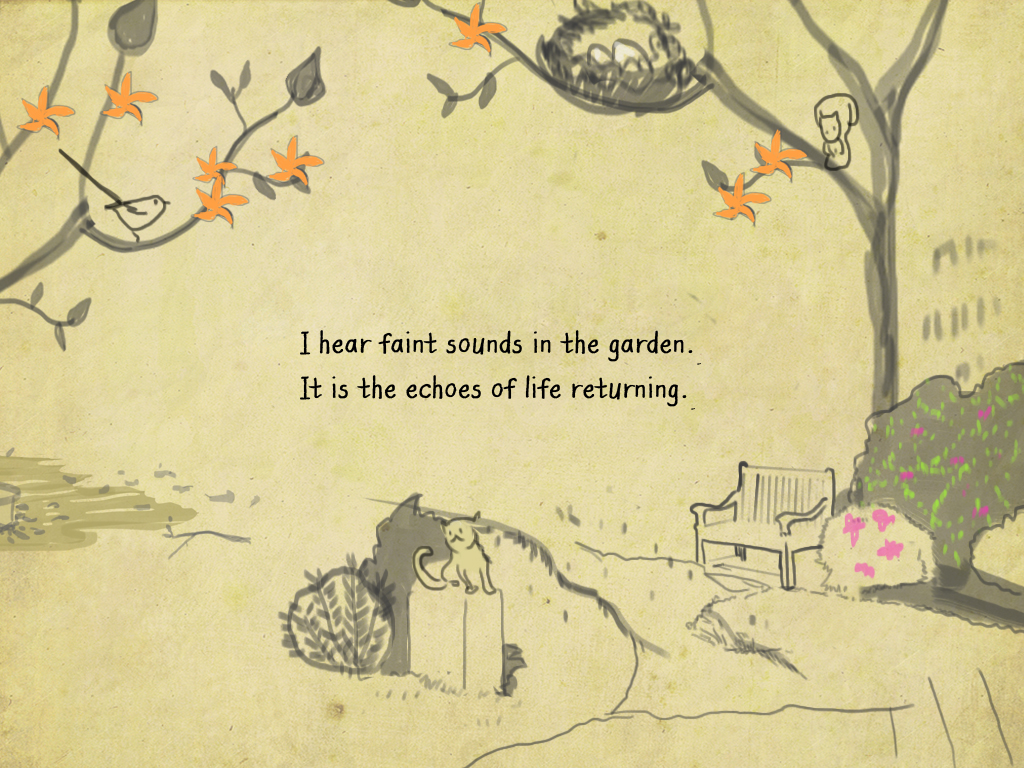 I hear faint sounds in the garden.
It is the echoes of life returning.